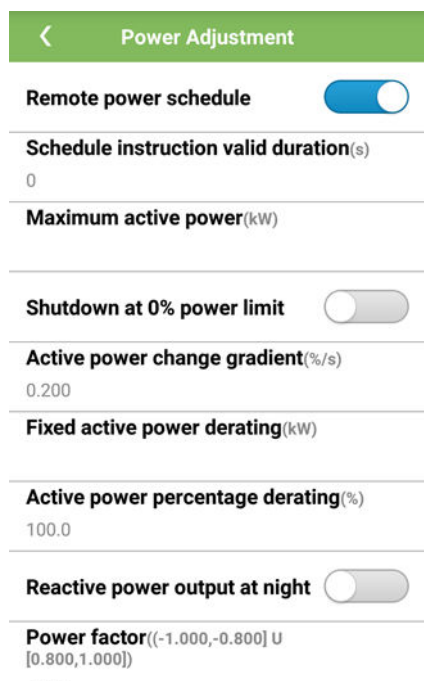 Power Adjustment
Remote power schedule
Schedule instruction valid duration(s)
0
Maximum active power(kW)
Shutdown at 0% power limit
Active power change gradient(%/s)
0.200
Fixed active power derating(kW)
Active power percentage derating(%)
100.0
Reactive power output at night
Power factor((-1.000,-0.800] U
[0.800,1.000])